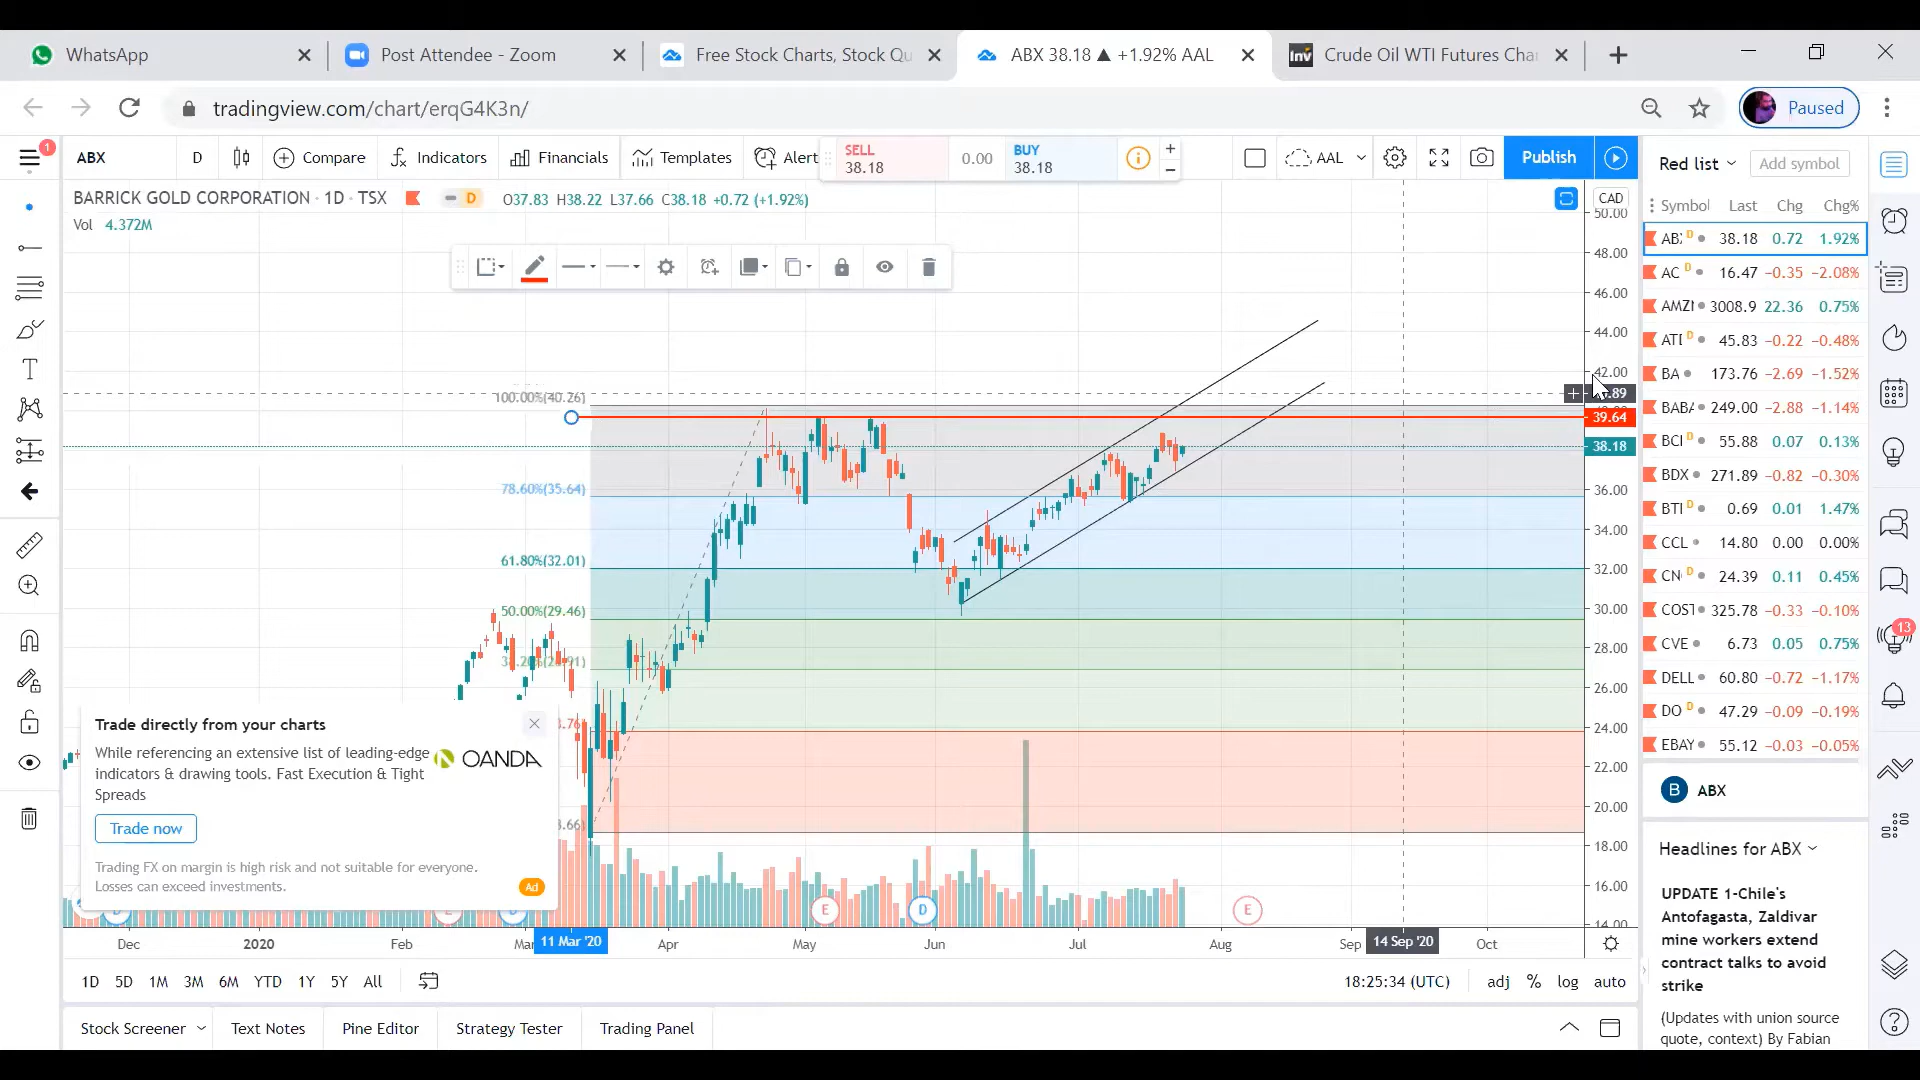 WhatsApp
Post Attendee - Zoom
Free Stock Charts, Stock Qu
ABX 38.18 ▲ +1.92% AAL
Inv
Crude Oil WTI Futures Char
tradingview.com/chart/erqG4K3n/
Paused
1
ABX
D
Compare
Indicators
Financials
Templates
Alert
SELL
38.18
0.00
BUY
38.18
AAL
Publish
BARRICK GOLD CORPORATION · 1D · TSX
D
O37.83 H38.22 L37.66 C38.18 +0.72 (+1.92%)
Vol 4.372M
CAD
50.00
48.00
46.00
44.00
42.00
.89
39.64
38.18
36.00
34.00
32.00
30.00
28.00
26.00
24.00
22.00
20.00
18.00
16.00
14.00
100.00%(40.26)
78.60%(35.64)
61.80%(32.01)
50.00%(29.46)
Trade directly from your charts
While referencing an extensive list of leading-edge
indicators & drawing tools. Fast Execution & Tight
Spreads
OANDA
Trade now
Trading FX on margin is high risk and not suitable for everyone.
Losses can exceed investments.
Ad
E
D
E
Dec
2020
Feb
Mar
11 Mar '20
Apr
May
Jun
Jul
Aug
Sep
14 Sep '20
Oct
1D 5D 1M 3M 6M YTD 1Y 5Y All
18:25:34 (UTC)
adj % log auto
Stock Screener
Text Notes
Pine Editor
Strategy Tester
Trading Panel
Red list
Add symbol
Symbol Last Chg Chg%
AB D 38.18 0.72 1.92%
AC D 16.47 −0.35 −2.08%
AMZN 3008.9 22.36 0.75%
ATD D 45.83 −0.22 −0.48%
BA 173.76 −2.69 −1.52%
BABA 249.00 −2.88 −1.14%
BCE D 55.88 0.07 0.13%
BDX 271.89 −0.82 −0.30%
BTI D 0.69 0.01 1.47%
CCL 14.80 0.00 0.00%
CN D 24.39 0.11 0.45%
COST 325.78 −0.33 −0.10%
CVE 6.73 0.05 0.75%
DELL 60.80 −0.72 −1.17%
DO D 47.29 −0.09 −0.19%
EBAY 55.12 −0.03 −0.05%
B ABX
Headlines for ABX
UPDATE 1-Chile's
Antofagasta, Zaldivar
mine workers extend
contract talks to avoid
strike
(Updates with union source
quote, context) By Fabian
13